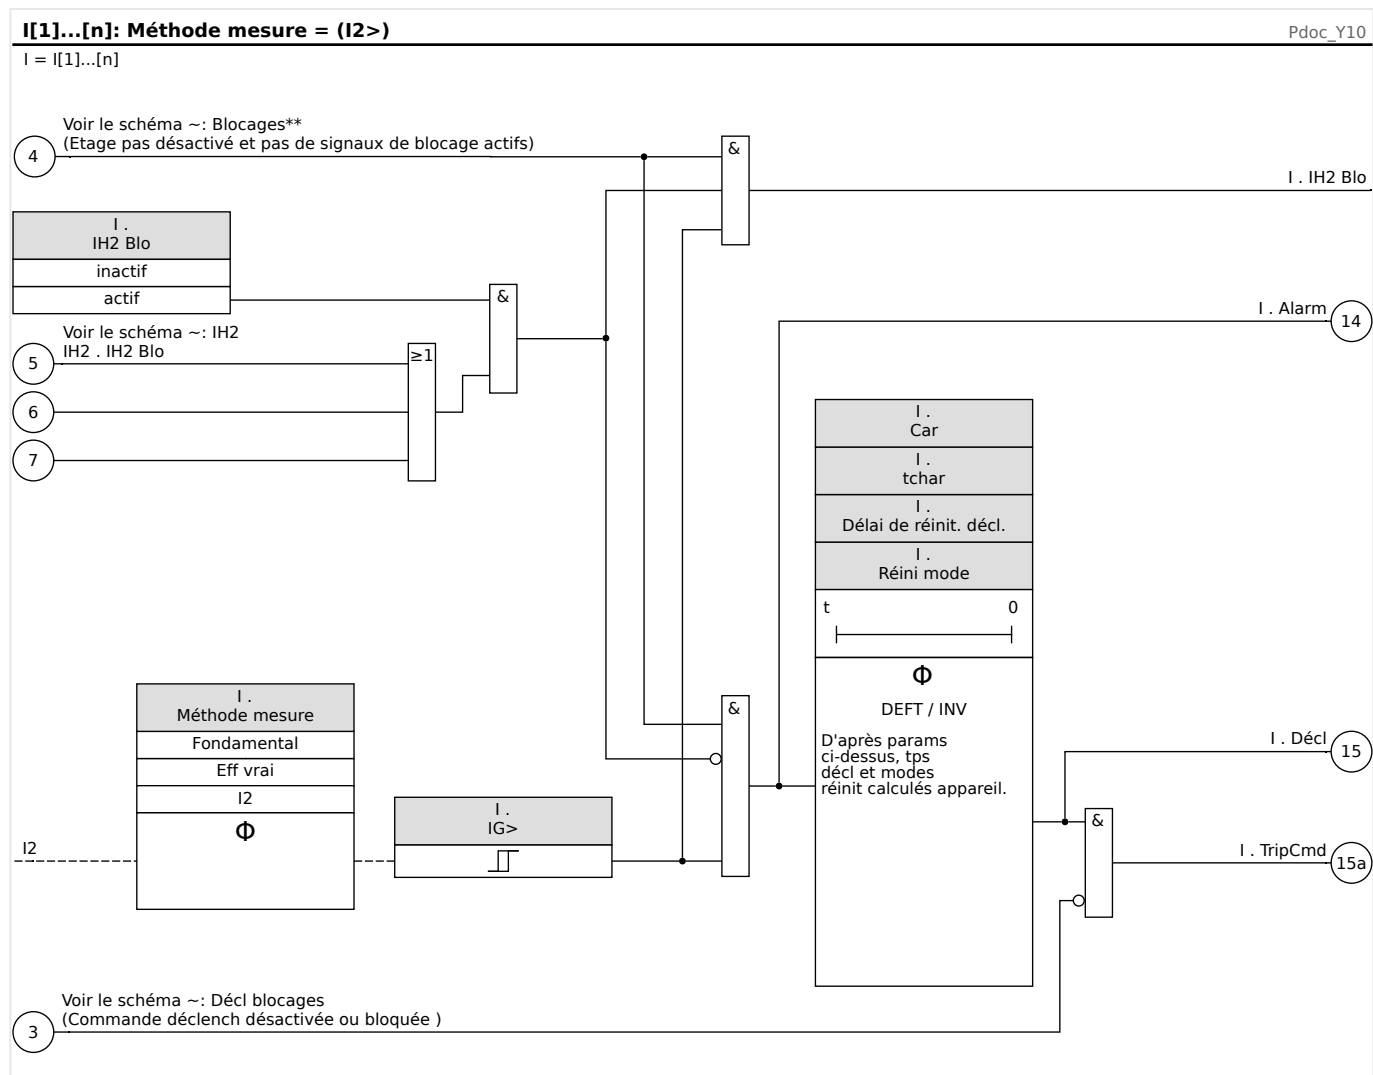 I[1]...[n]: Méthode mesure = (I2>)
Pdoc_Y10
I = I[1]...[n]
Voir le schéma ~: Blocages**
(Etage pas désactivé et pas de signaux de blocage actifs)
4
&
I . IH2 Blo
I .
IH2 Blo
inactif
actif
&
I . Alarm
14
Voir le schéma ~: IH2
IH2 . IH2 Blo
5
≥1
6
7
I .
Car
I .
tchar
I .
Délai de réinit. décl.
I .
Réini mode
t
0
Φ
DEFT / INV
D'après params
ci-dessus, tps
décl et modes
réinit calculés appareil.
I .
Méthode mesure
Fondamental
Eff vrai
I2
Φ
I2
I .
IG>
&
I . Décl
15
&
I . TripCmd
15a
Voir le schéma ~: Décl blocages
(Commande déclench désactivée ou bloquée )
3